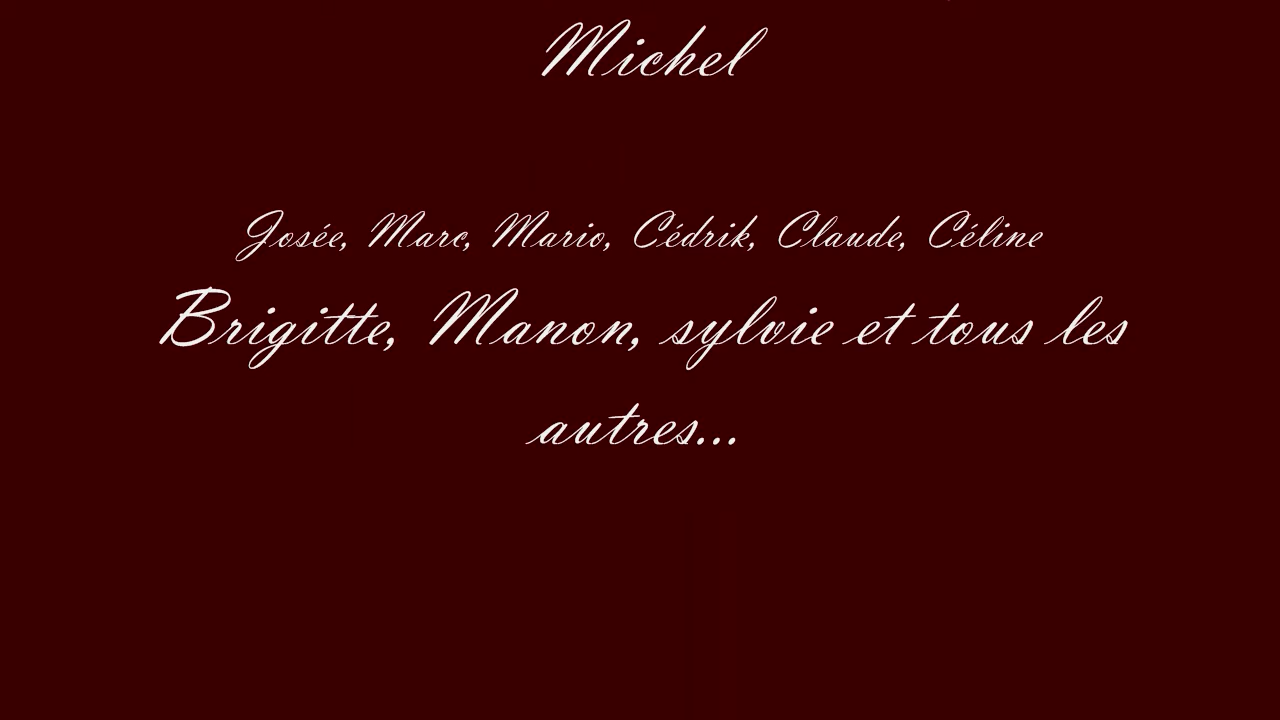 Michel
Josée, Marc, Mario, Cédrik, Claude, Céline
Brigitte, Manon, sylvie et tous les
autres...